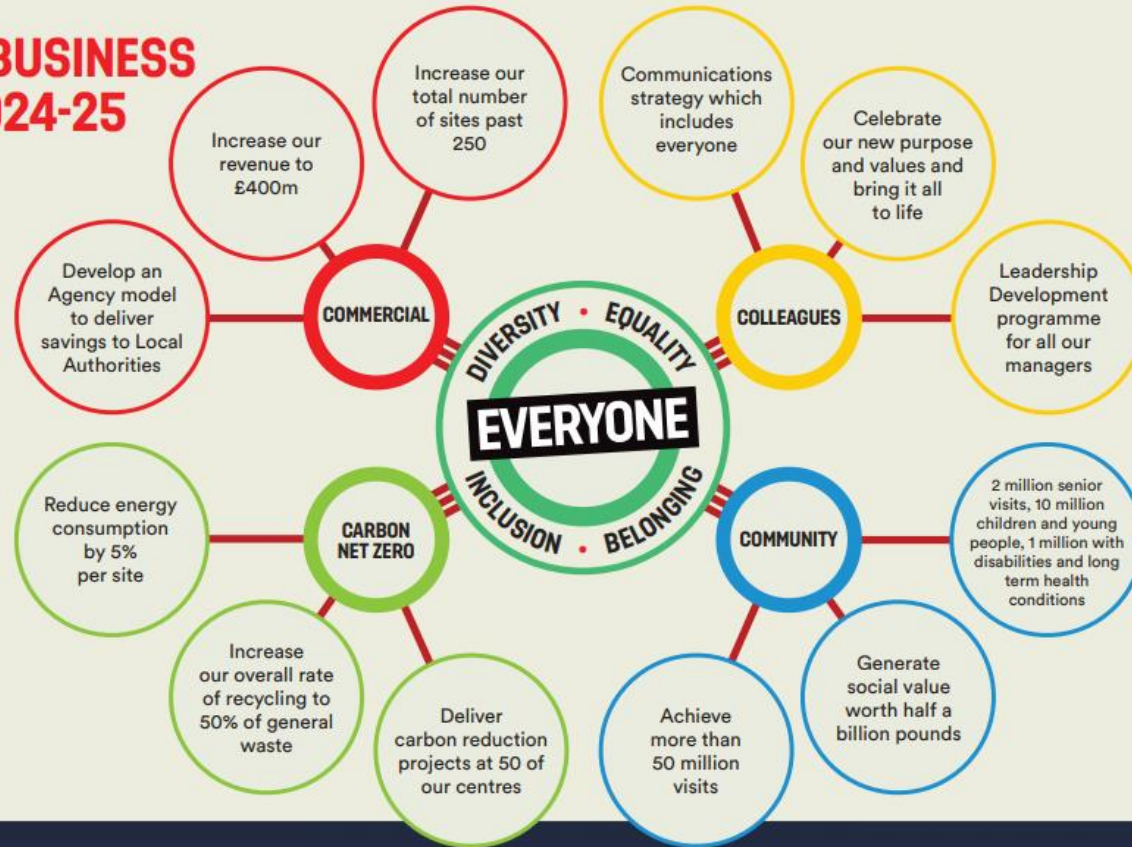 BUSINESS
024-25
Increase our
revenue to
£400m
Increase our
total number
of sites past
250
Develop an
Agency model
to deliver
savings to Local
Authorities
COMMERCIAL
Communications
strategy which
includes
everyone
Celebrate
our new purpose
and values and
bring it all
to life
Leadership
Development
programme
for all our
managers
COLLEAGUES
DIVERSITY • EQUALITY
EVERYONE
INCLUSION • BELONGING
Reduce energy
consumption
by 5%
per site
CARBON
NET ZERO
Increase
our overall rate
of recycling to
50% of general
waste
Deliver
carbon reduction
projects at 50 of
our centres
COMMUNITY
2 million senior
visits, 10 million
children and young
people, 1 million with
disabilities and long
term health
conditions
Generate
social value
worth half a
billion pounds
Achieve
more than
50 million
visits